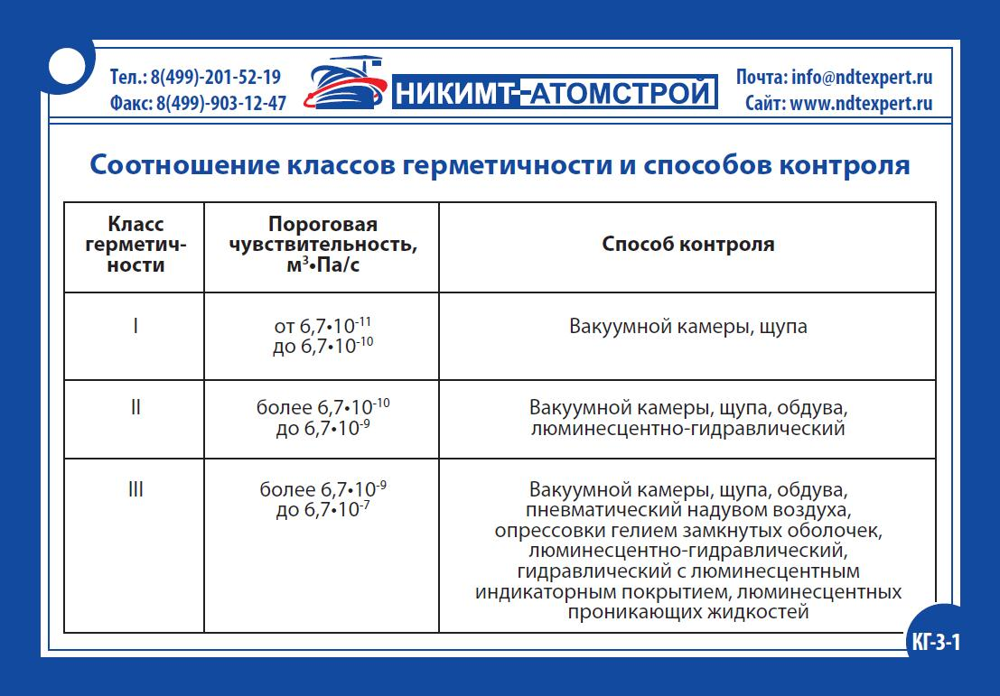 Тел.: 8(499)-201-52-19
Факс: 8(499)-903-12-47
НИКИМТ-АТОМСТРОЙ
Почта: info@ndtexpert.ru
Сайт: www.ndtexpert.ru
Соотношение классов герметичности и способов контроля
Класс
герметич-
ности
Пороговая
чувствительность,
м³•Па/с
Способ контроля
I
от 6,7•10⁻¹¹
до 6,7•10⁻¹⁰
Вакуумной камеры, щупа
II
более 6,7•10⁻¹⁰
до 6,7•10⁻⁹
Вакуумной камеры, щупа, обдува,
люминесцентно-гидравлический
III
более 6,7•10⁻⁹
до 6,7•10⁻⁷
Вакуумной камеры, щупа, обдува,
пневматический надувом воздуха,
опрессовки гелием замкнутых оболочек,
люминесцентно-гидравлический,
гидравлический с люминесцентным
индикаторным покрытием, люминесцентных
проникающих жидкостей
КГ-3-1